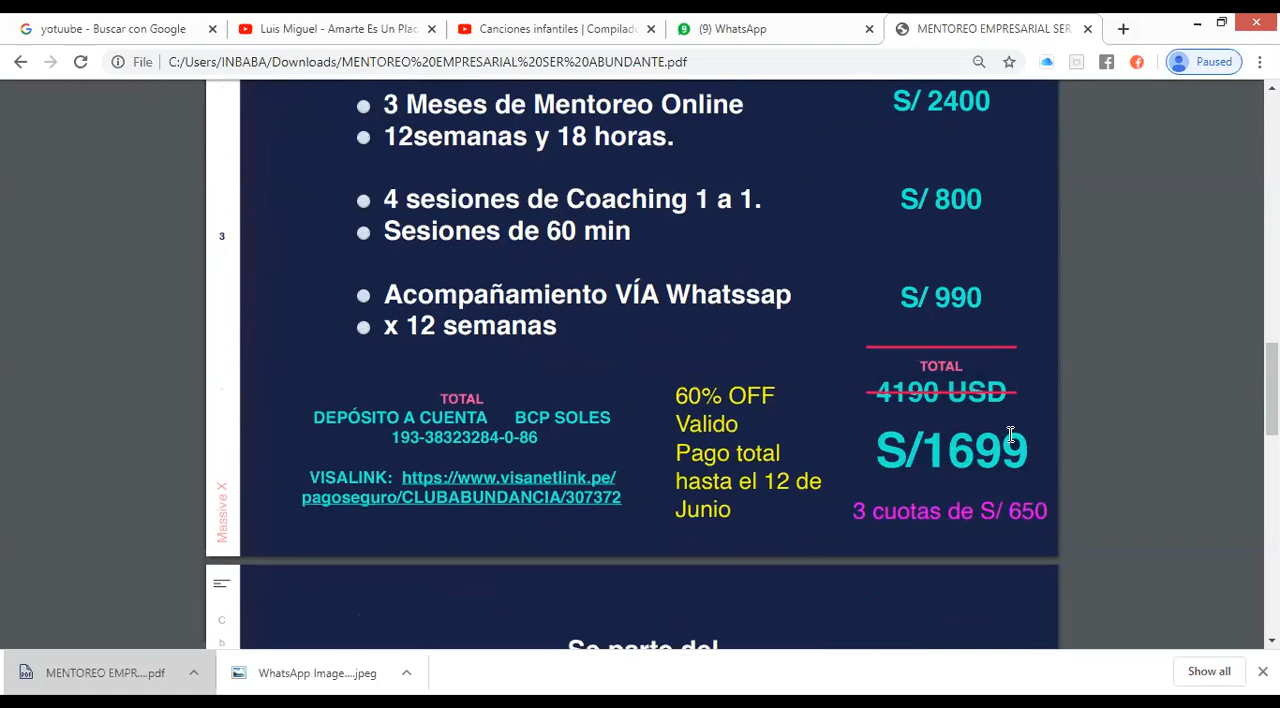 yotuube - Buscar con Google
Luis Miguel - Amarte Es Un Plac
Canciones infantiles | Compilado
(9) WhatsApp
MENTOREO EMPRESARIAL SER
File
C:/Users/INBABA/Downloads/MENTOREO%20EMPRESARIAL%20SER%20ABUNDANTE.pdf
Paused
3 Meses de Mentoreo Online
S/ 2400
12semanas y 18 horas.
4 sesiones de Coaching 1 a 1.
S/ 800
Sesiones de 60 min
3
Acompañamiento VÍA Whatssap
S/ 990
x 12 semanas
TOTAL
4190 USD
S/1699
3 cuotas de S/ 650
60% OFF
Valido
Pago total
hasta el 12 de
Junio
TOTAL
DEPÓSITO A CUENTA BCP SOLES
193-38323284-0-86
VISALINK: https://www.visanetlink.pe/
pagoseguro/CLUBABUNDANCIA/307372
Massive X
C
b
Se parte del
MENTOREO EMPR....pdf
WhatsApp Image....jpeg
Show all